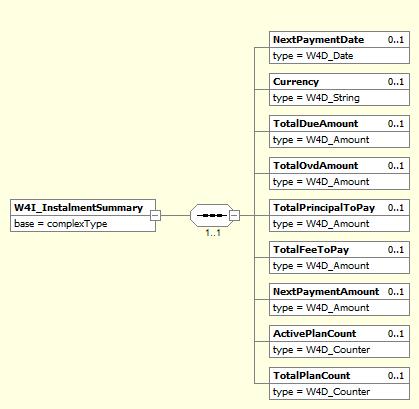 NextPaymentDate 0..1
type = W4D_Date
Currency 0..1
type = W4D_String
TotalDueAmount 0..1
type = W4D_Amount
TotalOvdAmount 0..1
type = W4D_Amount
W4I_InstalmentSummary
base = complexType
1..1
TotalPrincipalToPay 0..1
type = W4D_Amount
TotalFeeToPay 0..1
type = W4D_Amount
NextPaymentAmount 0..1
type = W4D_Amount
ActivePlanCount 0..1
type = W4D_Counter
TotalPlanCount 0..1
type = W4D_Counter